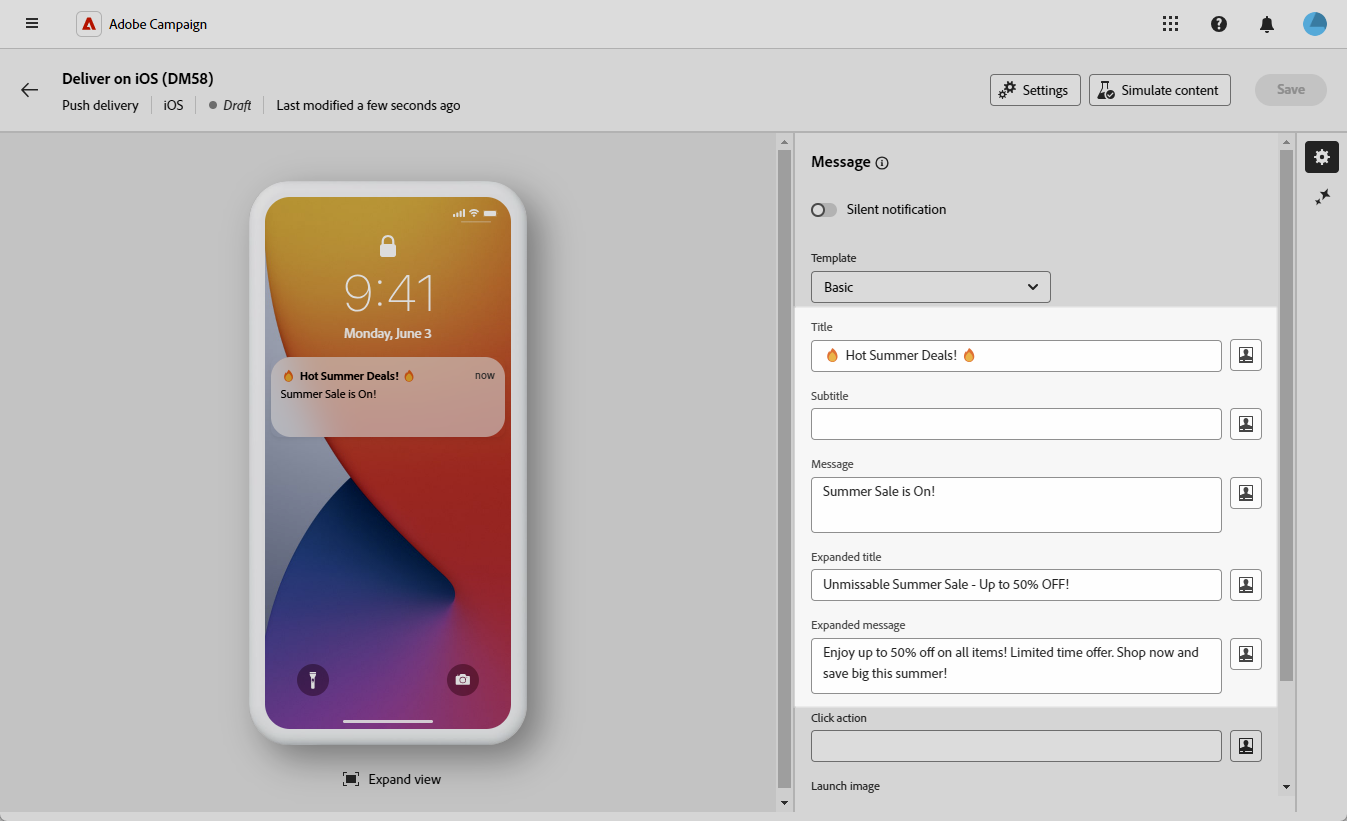 Adobe Campaign
Deliver on iOS (DM58)
Push delivery
iOS
Draft
Last modified a few seconds ago
Settings
Simulate content
Save
9:41
Monday, June 3
🔥 Hot Summer Deals! 🔥
now
Summer Sale is On!
Expand view
Message
Silent notification
Template
Basic
Title
🔥 Hot Summer Deals! 🔥
Subtitle
Message
Summer Sale is On!
Expanded title
Unmissable Summer Sale - Up to 50% OFF!
Expanded message
Enjoy up to 50% off on all items! Limited time offer. Shop now and
save big this summer!
Click action
Launch image